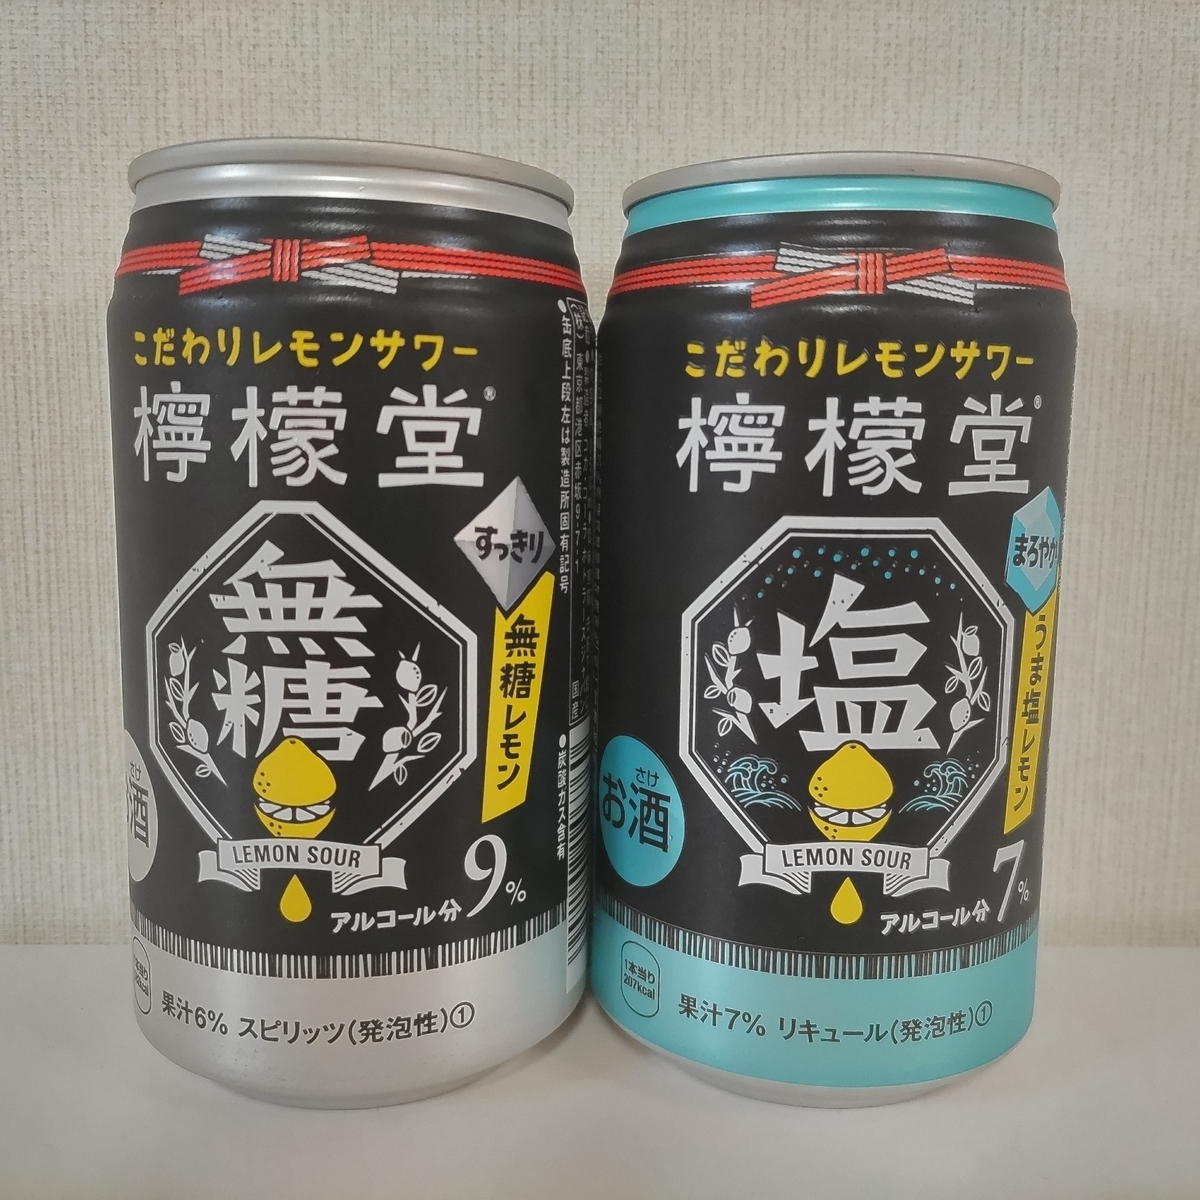 こだわりレモンサワー
檸檬堂®
すっきり
無糖レモン
無糖
LEMON SOUR
酒
さけ
アルコール分9%
果汁6% スピリッツ(発泡性)①
●缶底上段左は製造所固有記号
●炭酸ガス含有
こだわりレモンサワー
檸檬堂®
まろやか
うま塩レモン
塩
LEMON SOUR
お酒
さけ
アルコール分7%
1本当り
207kcal
果汁7% リキュール(発泡性)①